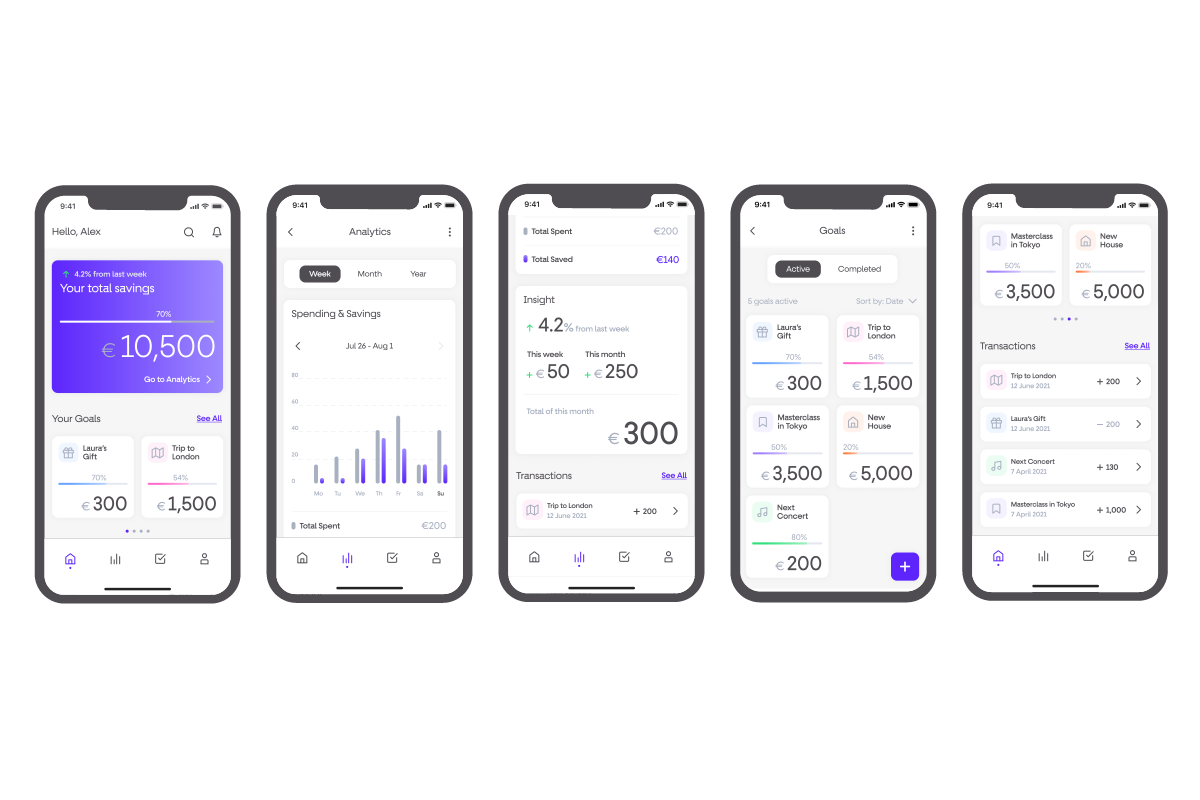 9:41
Hello, Alex
4.2% from last week
Your total savings
70%
€ 10,500
Go to Analytics
Your Goals See All
Laura's
Gift
70%
€ 300
Trip to
London
54%
€ 1,500
9:41
Analytics
Week Month Year
Spending & Savings
Jul 26 - Aug 1
80
60
40
20
0
Mo Tu We Th Fr Sa Su
Total Spent €200
9:41
Total Spent €200
Total Saved €140
Insight
4.2% from last week
This week This month
+ € 50 + € 250
Total of this month
€ 300
Transactions See All
Trip to London
12 June 2021
+ 200
9:41
Goals
Active Completed
5 goals active Sort by: Date
Laura's
Gift
70%
€ 300
Trip to
London
54%
€ 1,500
Masterclass
in Tokyo
50%
€ 3,500
New
House
20%
€ 5,000
Next
Concert
80%
€ 200
+
9:41
Masterclass
in Tokyo
50%
€ 3,500
New
House
20%
€ 5,000
Transactions See All
Trip to London
12 June 2021
+ 200
Laura's Gift
12 June 2021
— 200
Next Concert
7 April 2021
+ 130
Masterclass in Tokyo
7 April 2021
+ 1,000